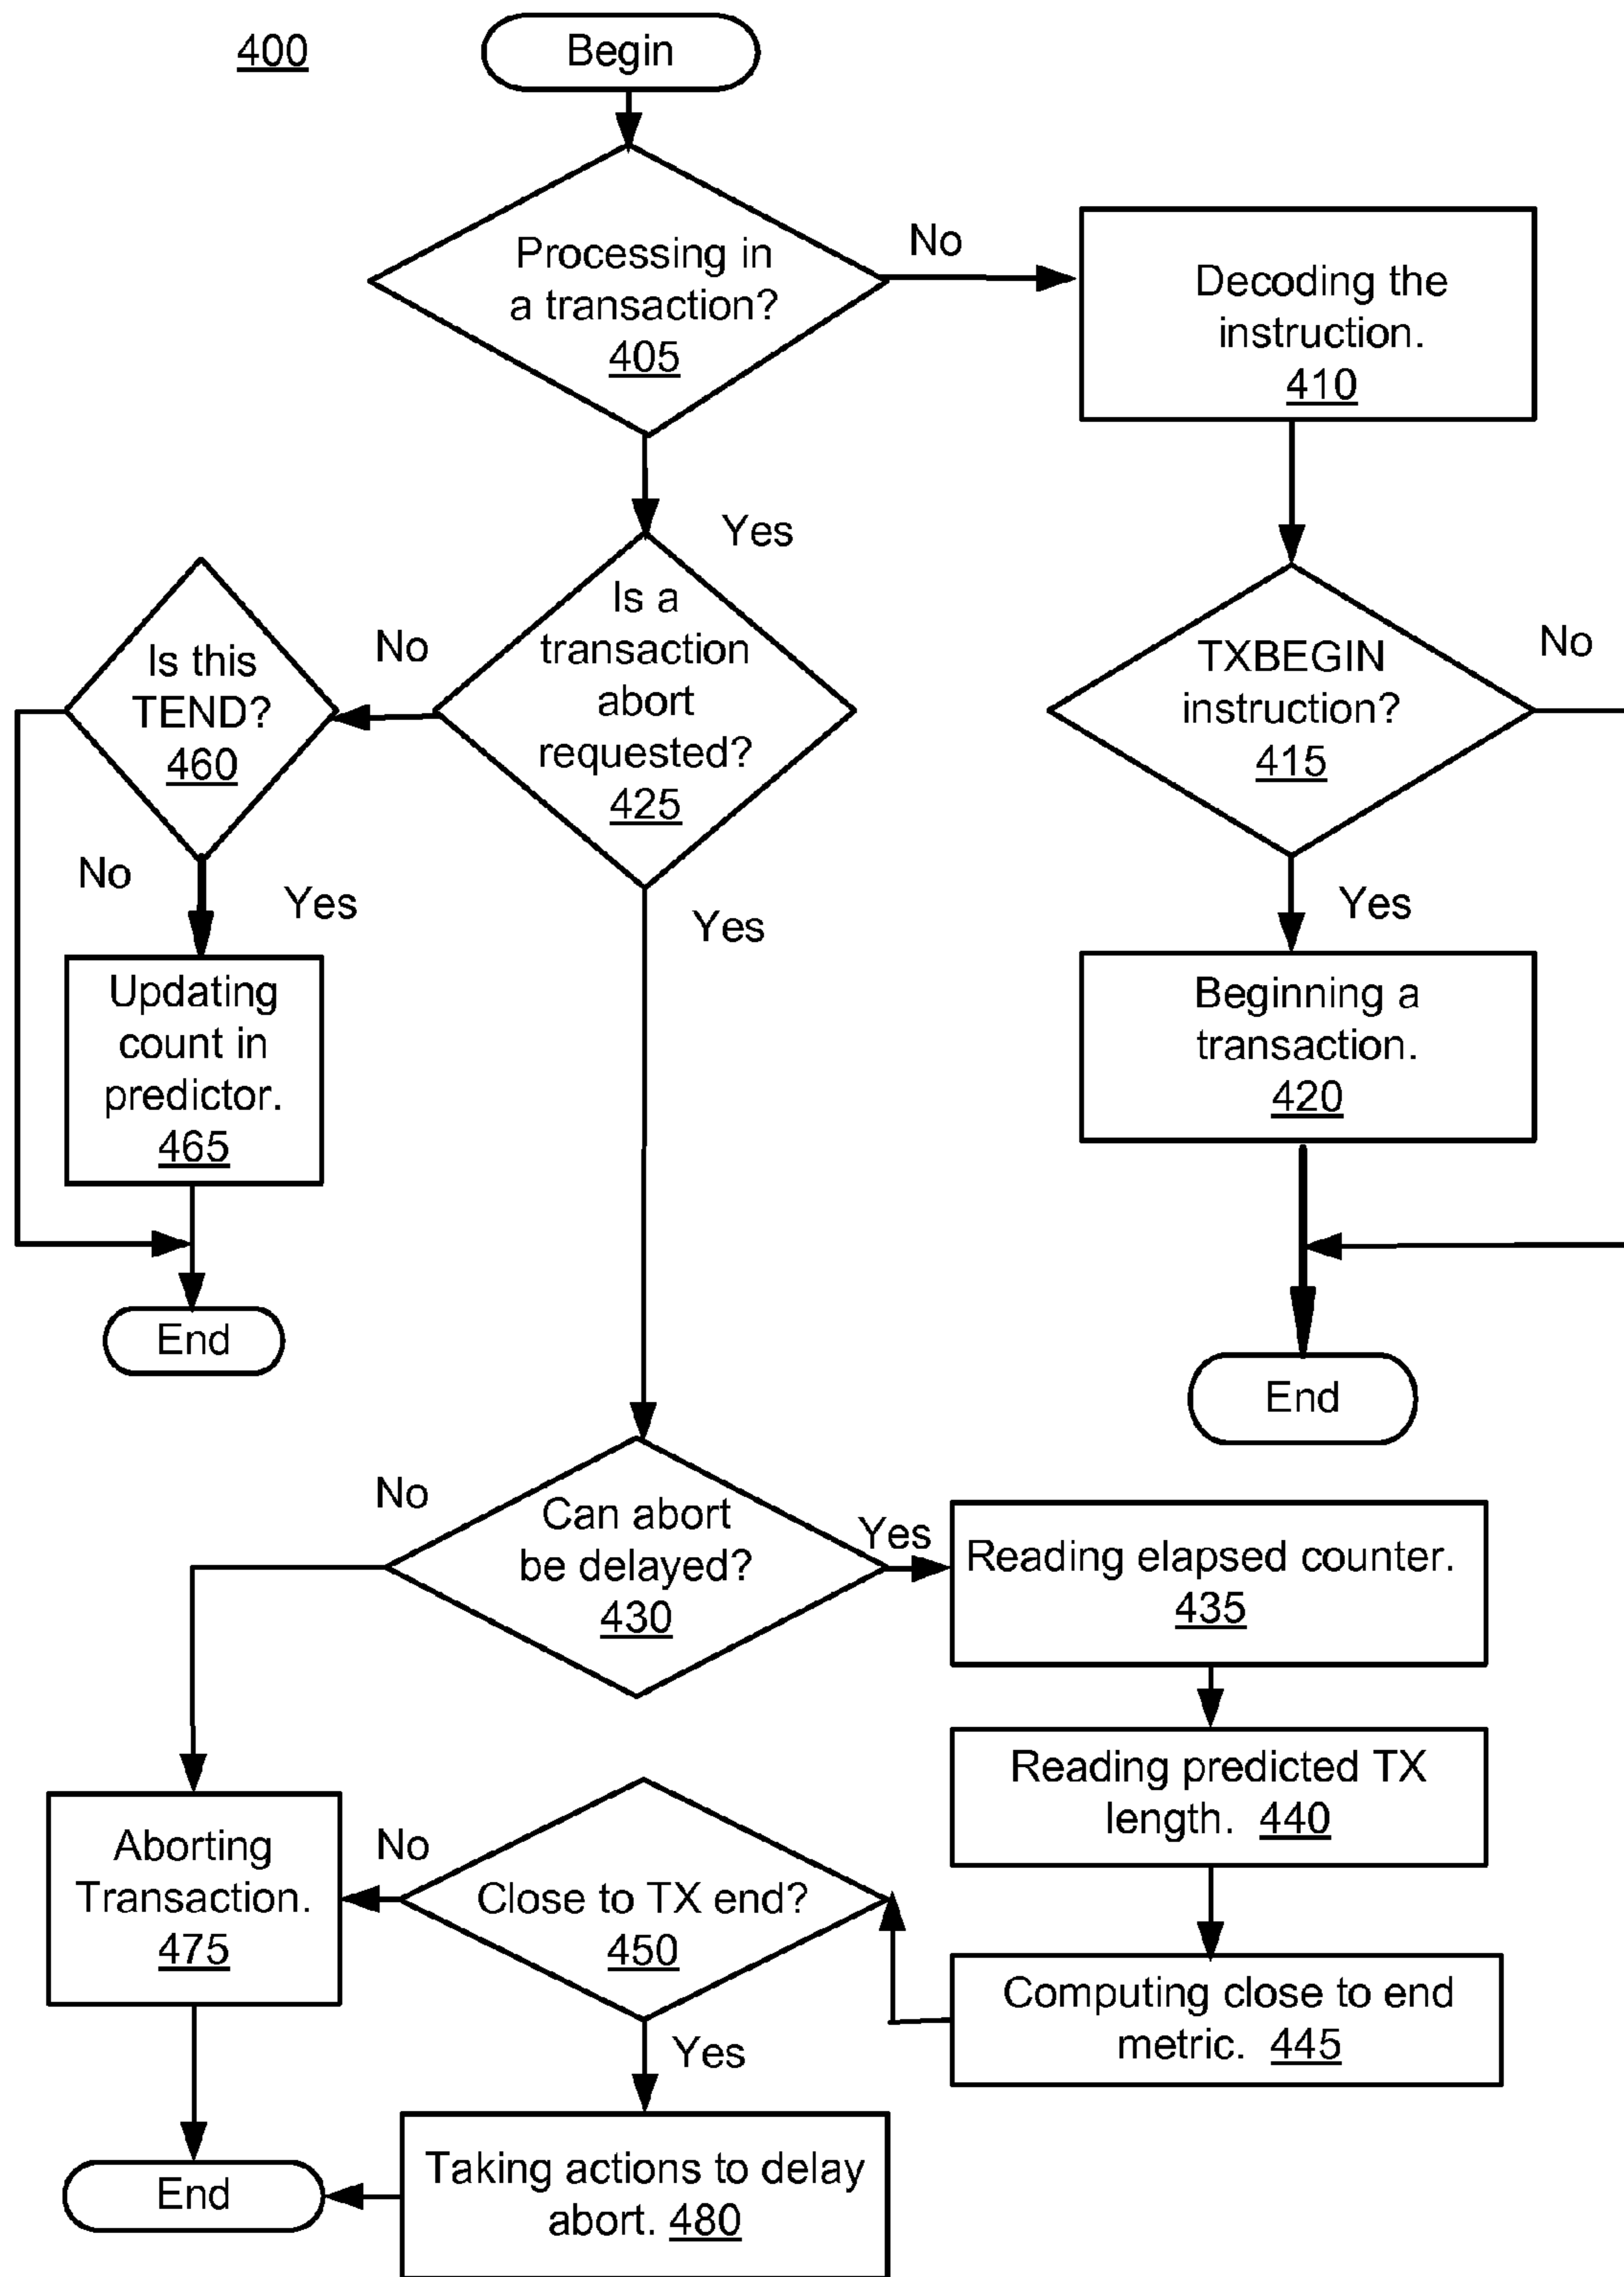 400
Begin
Processing in
a transaction?
405
No
Decoding the
instruction.
410
Yes
Is a
transaction
abort
requested?
425
No
Is this
TEND?
460
No
Yes
Updating
count in
predictor.
465
End
TXBEGIN
instruction?
415
No
Yes
Beginning a
transaction.
420
End
Yes
Can abort
be delayed?
430
No
Yes
Reading elapsed counter.
435
Reading predicted TX
length. 440
Computing close to end
metric. 445
Close to TX end?
450
No
Aborting
Transaction.
475
Yes
Taking actions to delay
abort. 480
End